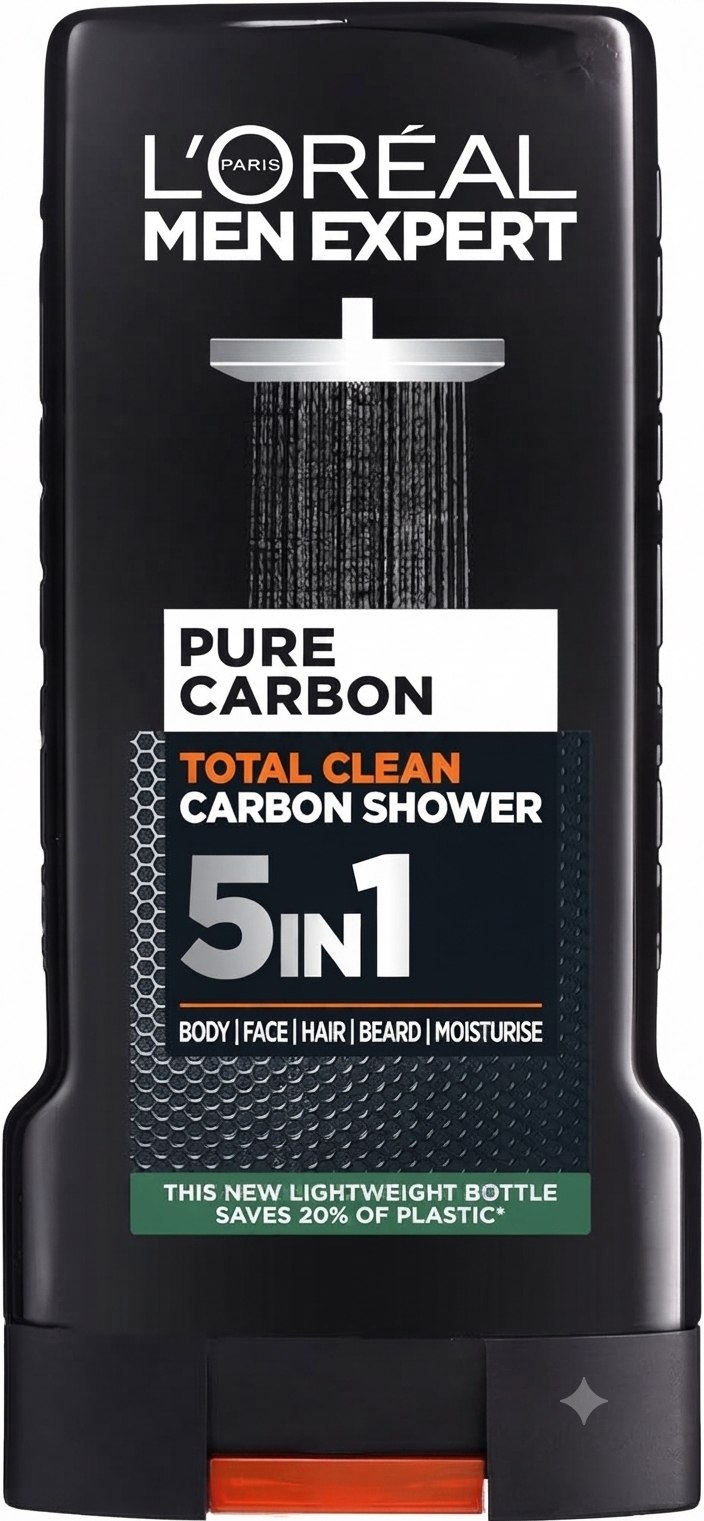 L'ORÉAL
PARIS
MEN EXPERT
PURE
CARBON
TOTAL CLEAN
CARBON SHOWER
5IN1
BODY | FACE | HAIR | BEARD | MOISTURISE
THIS NEW LIGHTWEIGHT BOTTLE
SAVES 20% OF PLASTIC*